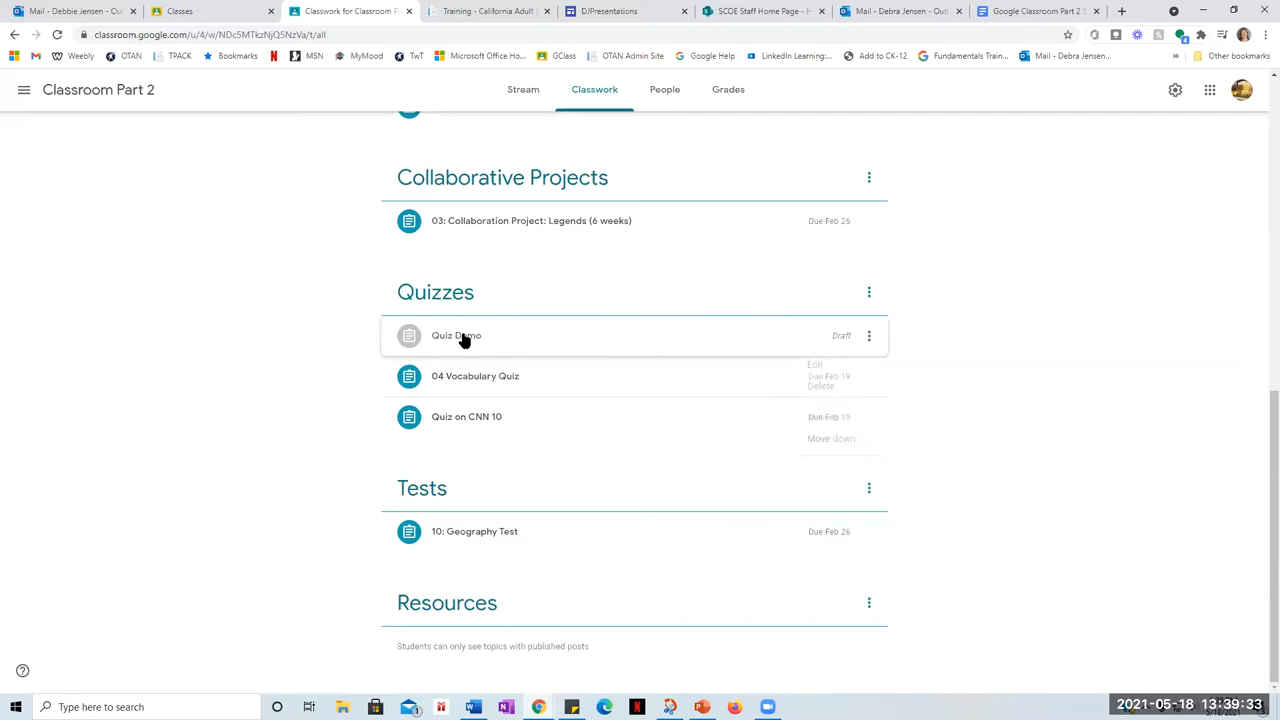 Mail - Debbie Jensen - Out
Classes
Classwork for Classroom P
Training - California Adult
DJPresentations
SCOE Staff Home Page - H
Mail - Debra Jensen - Outl
Google Classroom Part 2 S
classroom.google.com/u/4/w/NDc5MTkzNjQ5NzVa/t/all
Weebly
OTAN
TPACK
Bookmarks
MSN
MyMood
TwT
Microsoft Office Ho...
GClass
OTAN Admin Site
Google Help
LinkedIn Learning:...
Add to CK-12
Fundamentals Train...
Mail - Debra Jensen...
»
Other bookmarks
Classroom Part 2
Stream
Classwork
People
Grades
Collaborative Projects
03: Collaboration Project: Legends (6 weeks)
Due Feb 26
Quizzes
Quiz Demo
Draft
Edit
04 Vocabulary Quiz
Due Feb 19
Delete
Quiz on CNN 10
Due Feb 19
Move down
Tests
10: Geography Test
Due Feb 26
Resources
Students can only see topics with published posts
Type here to search
2021-05-18 13:39:33